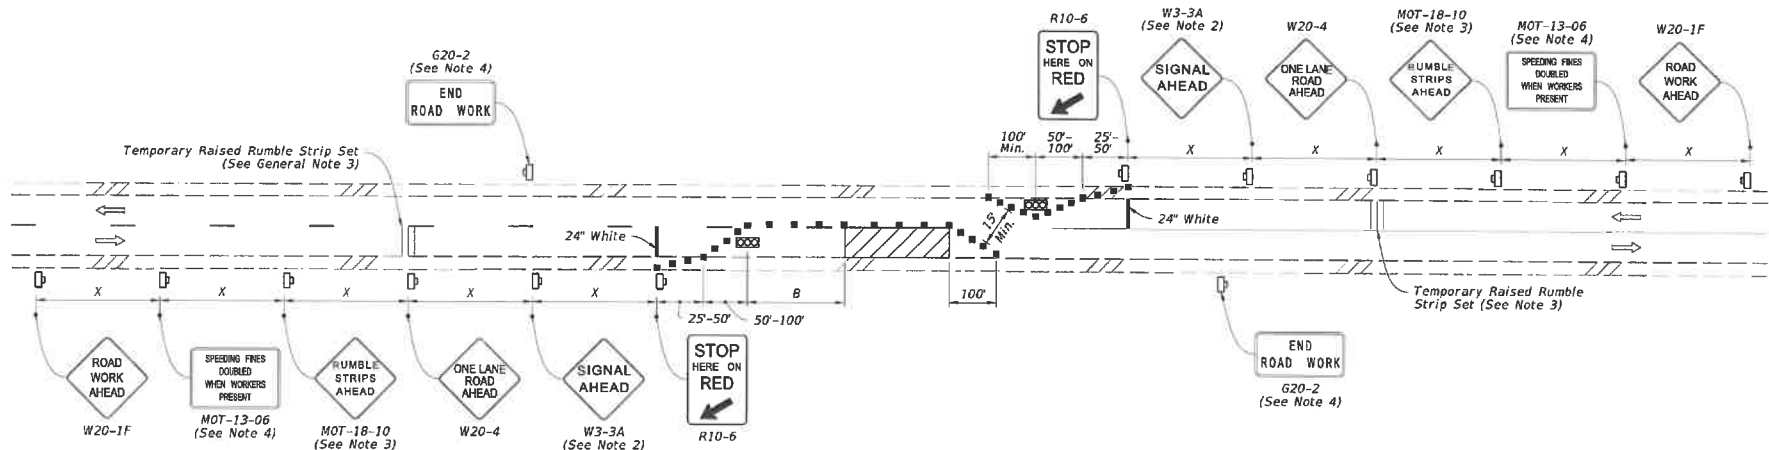 R10-6
W3-3A
(See Note 2)
W20-4
MOT-18-10
(See Note 3)
MOT-13-06
(See Note 4)
W20-1F
G20-2
(See Note 4)
END
ROAD WORK
STOP
HERE ON
RED
SIGNAL
AHEAD
ONE LANE
ROAD
AHEAD
RUMBLE
STRIPS
AHEAD
SPEEDING FINES
DOUBLED
WHEN WORKERS
PRESENT
ROAD
WORK
AHEAD
Temporary Raised Rumble Strip Set
(See General Note 3)
100'
Min.
50'-
100'
25'-
50'
X
X
X
X
X
15'
Min.
24" White
24" White
X
X
X
X
X
25'-50'
50'-100'
B
100'
Temporary Raised Rumble
Strip Set (See Note 3)
ROAD
WORK
AHEAD
W20-1F
SPEEDING FINES
DOUBLED
WHEN WORKERS
PRESENT
MOT-13-06
(See Note 4)
RUMBLE
STRIPS
AHEAD
MOT-18-10
(See Note 3)
ONE LANE
ROAD
AHEAD
W20-4
SIGNAL
AHEAD
W3-3A
(See Note 2)
STOP
HERE ON
RED
R10-6
END
ROAD WORK
G20-2
(See Note 4)